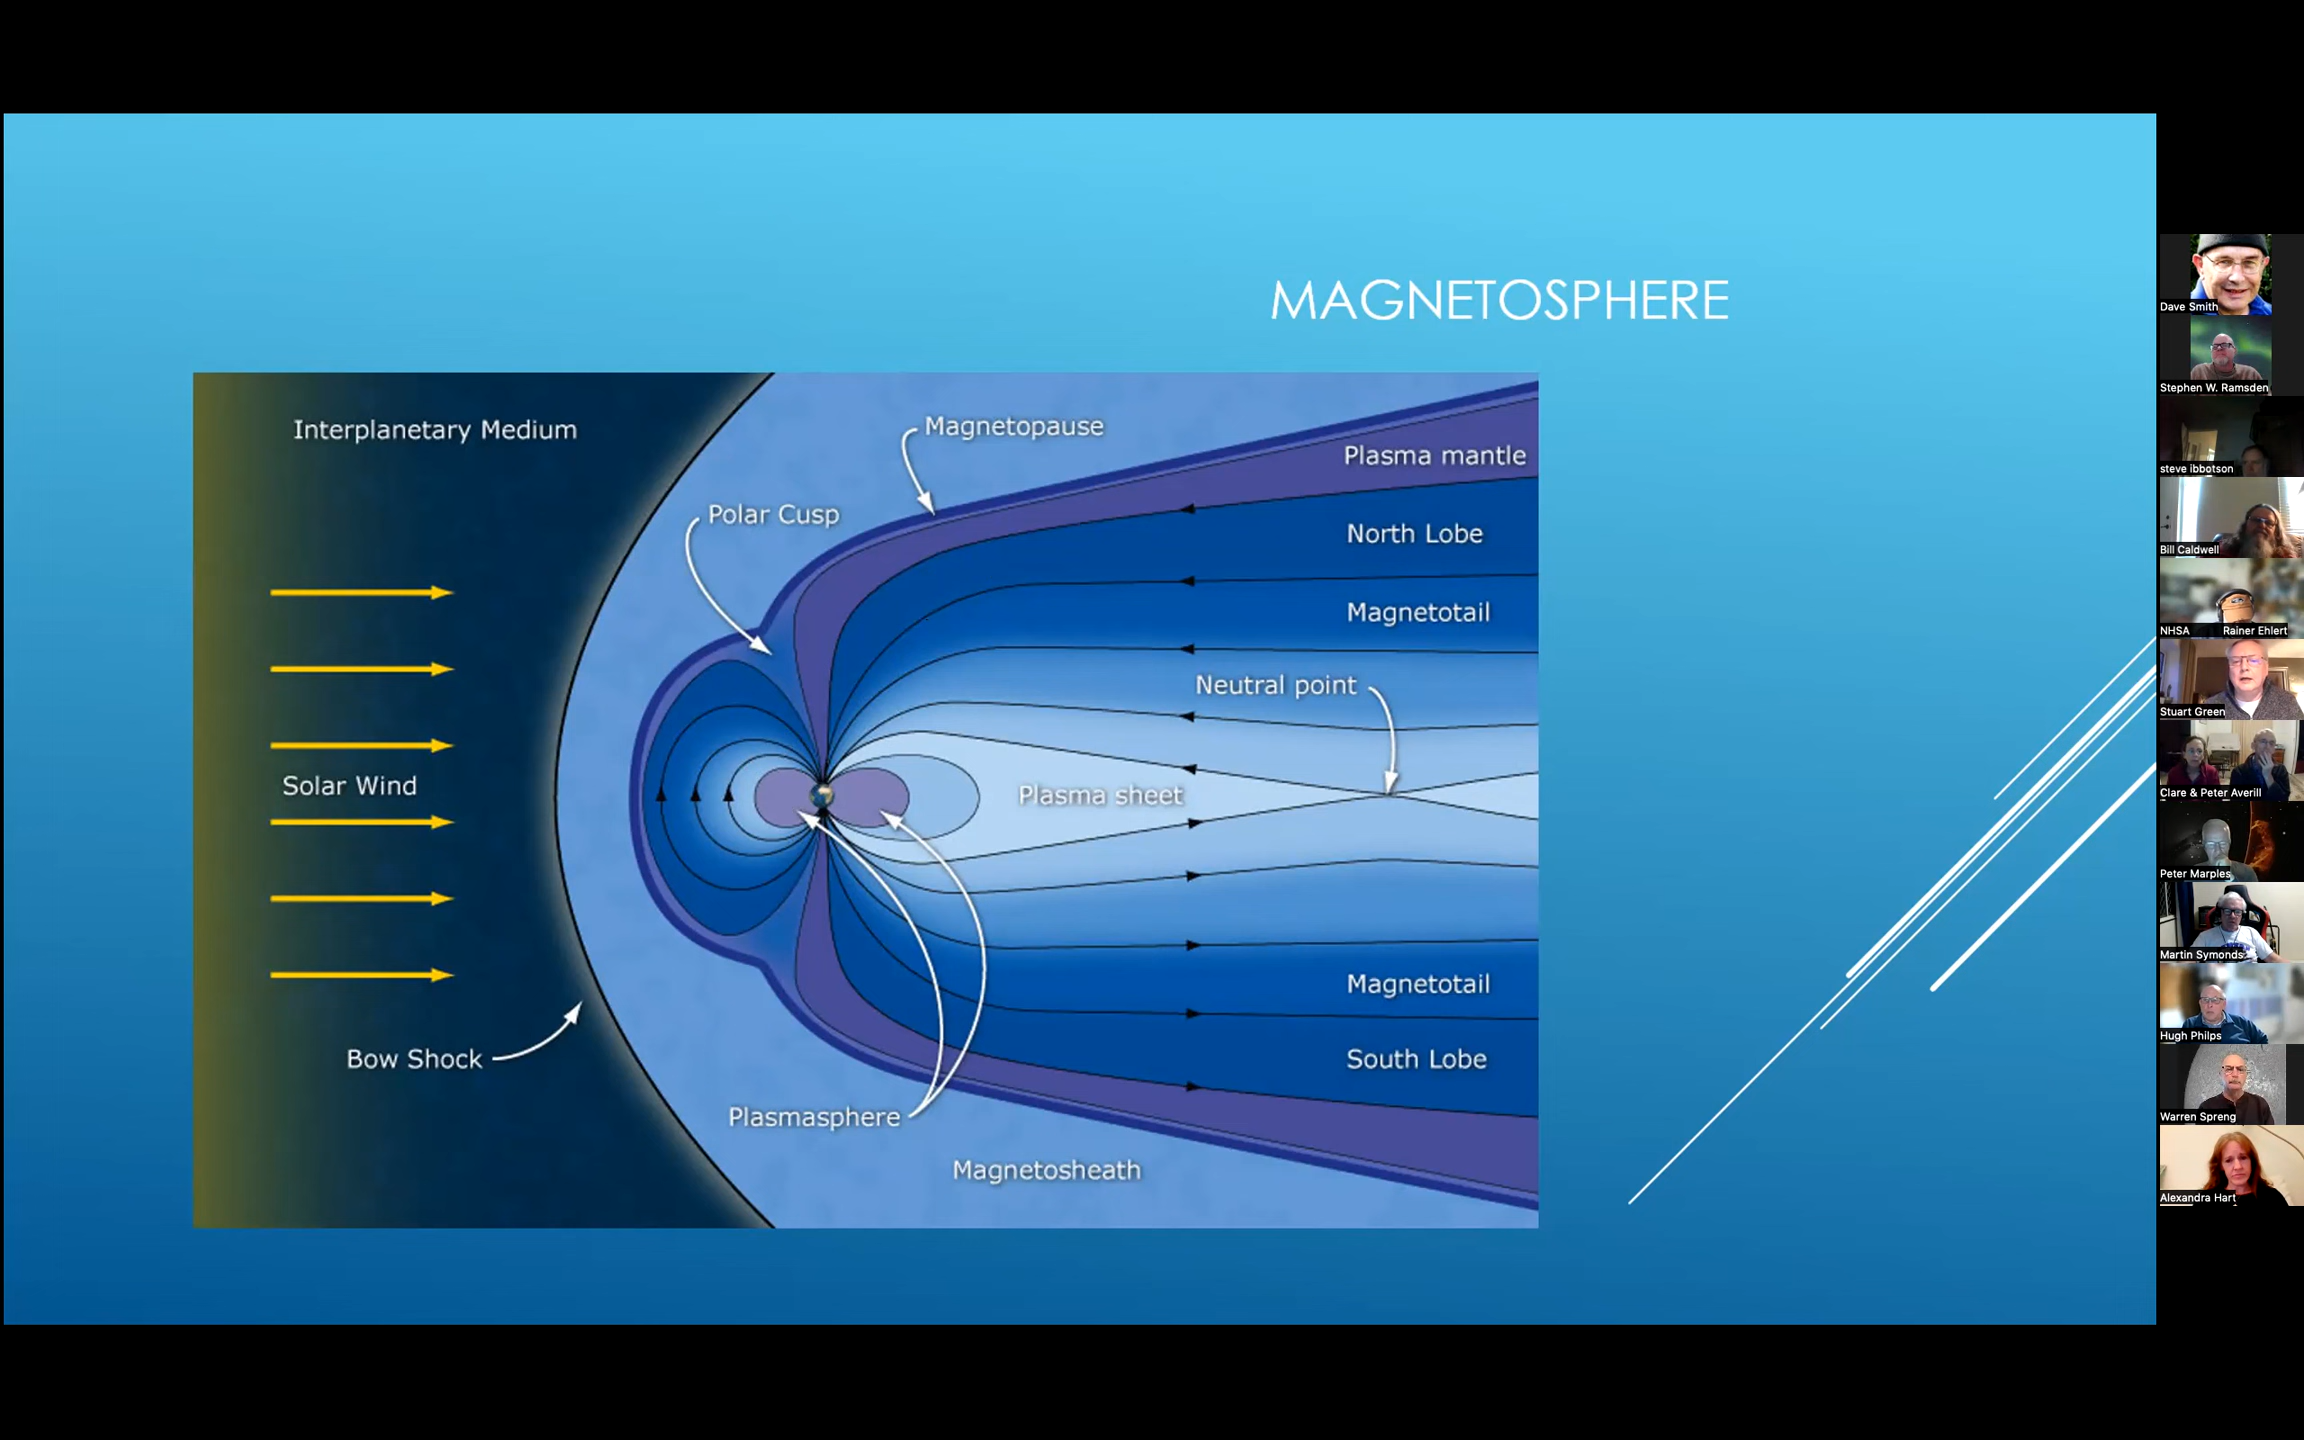 MAGNETOSPHERE
Interplanetary Medium
Magnetopause
Plasma mantle
Polar Cusp
North Lobe
Magnetotail
Neutral point
Solar Wind
Plasma sheet
Magnetotail
Bow Shock
South Lobe
Plasmasphere
Magnetosheath
Dave Smith
Stephen W. Ramsden
steve ibbotson
Bill Caldwell
NHSA Rainer Ehlert
Stuart Green
Clare & Peter Averill
Peter Marples
Martin Symonds
Hugh Philps
Warren Spreng
Alexandra Hart